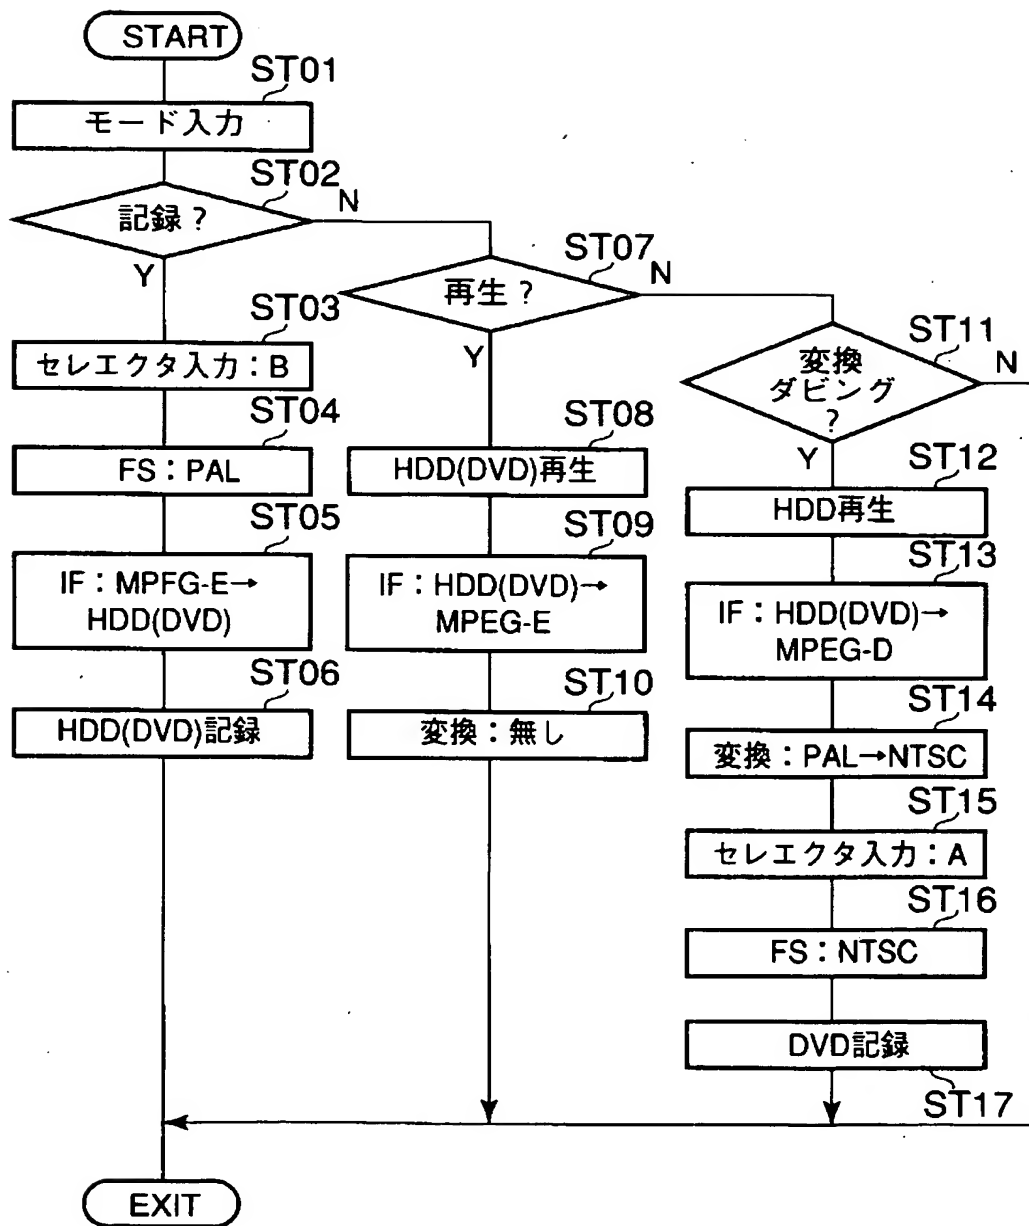 START
ST01
モード入力
ST02
記録？
N
Y
ST03
セレエクタ入力：B
ST04
FS：PAL
ST05
IF：MPFG-E→
HDD(DVD)
ST06
HDD(DVD)記録
ST07
再生？
N
Y
ST08
HDD(DVD)再生
ST09
IF：HDD(DVD)→
MPEG-E
ST10
変換：無し
ST11
変換
ダビング
？
N
Y
ST12
HDD再生
ST13
IF：HDD(DVD)→
MPEG-D
ST14
変換：PAL→NTSC
ST15
セレエクタ入力：A
ST16
FS：NTSC
DVD記録
ST17
EXIT